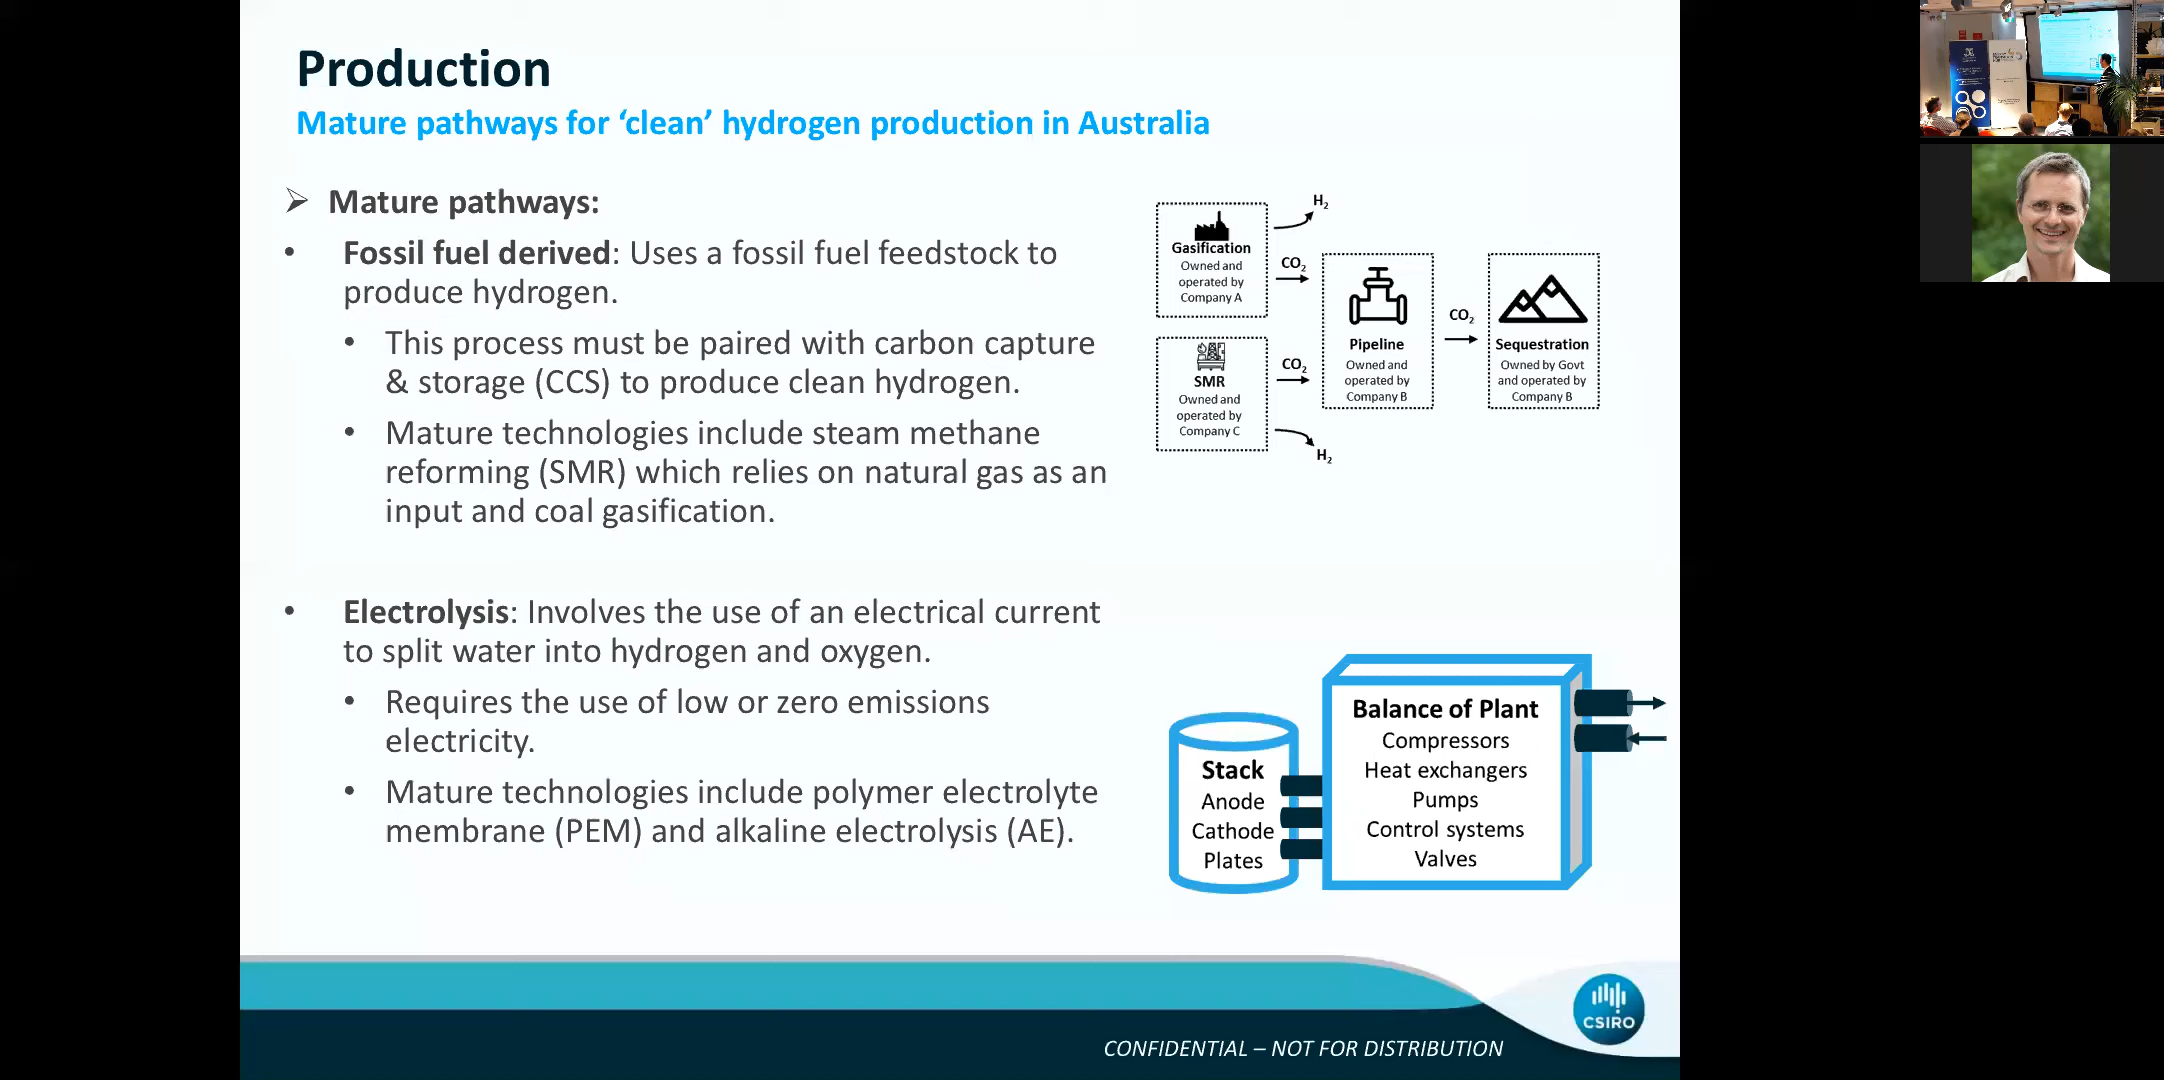 Production
Mature pathways for ‘clean’ hydrogen production in Australia
➢ Mature pathways:
• Fossil fuel derived: Uses a fossil fuel feedstock to
produce hydrogen.
• This process must be paired with carbon capture
& storage (CCS) to produce clean hydrogen.
• Mature technologies include steam methane
reforming (SMR) which relies on natural gas as an
input and coal gasification.
• Electrolysis: Involves the use of an electrical current
to split water into hydrogen and oxygen.
• Requires the use of low or zero emissions
electricity.
• Mature technologies include polymer electrolyte
membrane (PEM) and alkaline electrolysis (AE).
H₂
Gasification
Owned and
operated by
Company A
CO₂
SMR
Owned and
operated by
Company C
CO₂
H₂
Pipeline
Owned and
operated by
Company B
CO₂
Sequestration
Owned by Govt
and operated by
Company B
Stack
Anode
Cathode
Plates
Balance of Plant
Compressors
Heat exchangers
Pumps
Control systems
Valves
CSIRO
CONFIDENTIAL – NOT FOR DISTRIBUTION